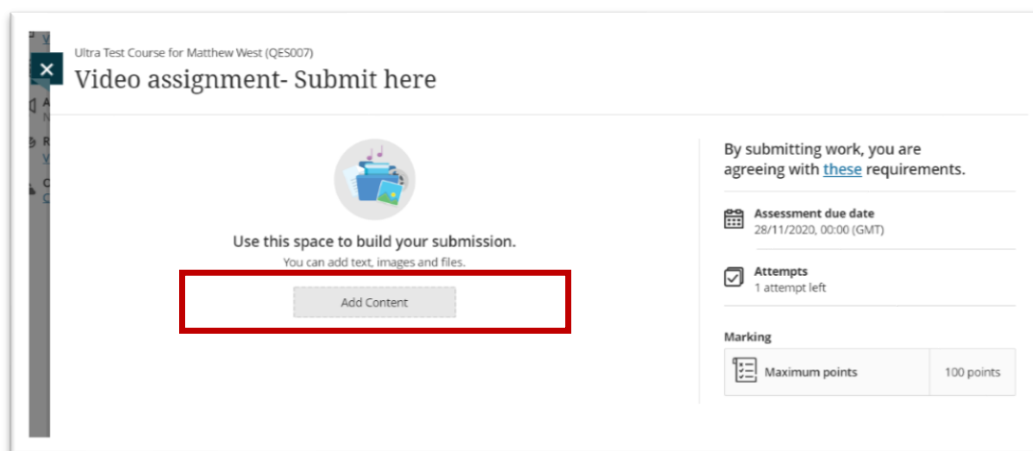 Ultra Test Course for Matthew West (QES007)
Video assignment- Submit here
Use this space to build your submission.
You can add text, images and files.
Add Content
By submitting work, you are
agreeing with these requirements.
Assessment due date
28/11/2020, 00:00 (GMT)
Attempts
1 attempt left
Marking
Maximum points
100 points